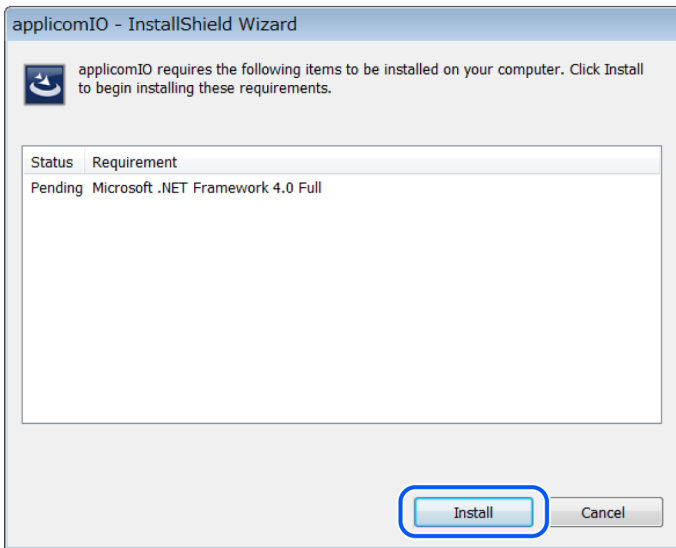 applicomIO - InstallShield Wizard
applicomIO requires the following items to be installed on your computer. Click Install
to begin installing these requirements.
Status Requirement
Pending Microsoft .NET Framework 4.0 Full
Install Cancel